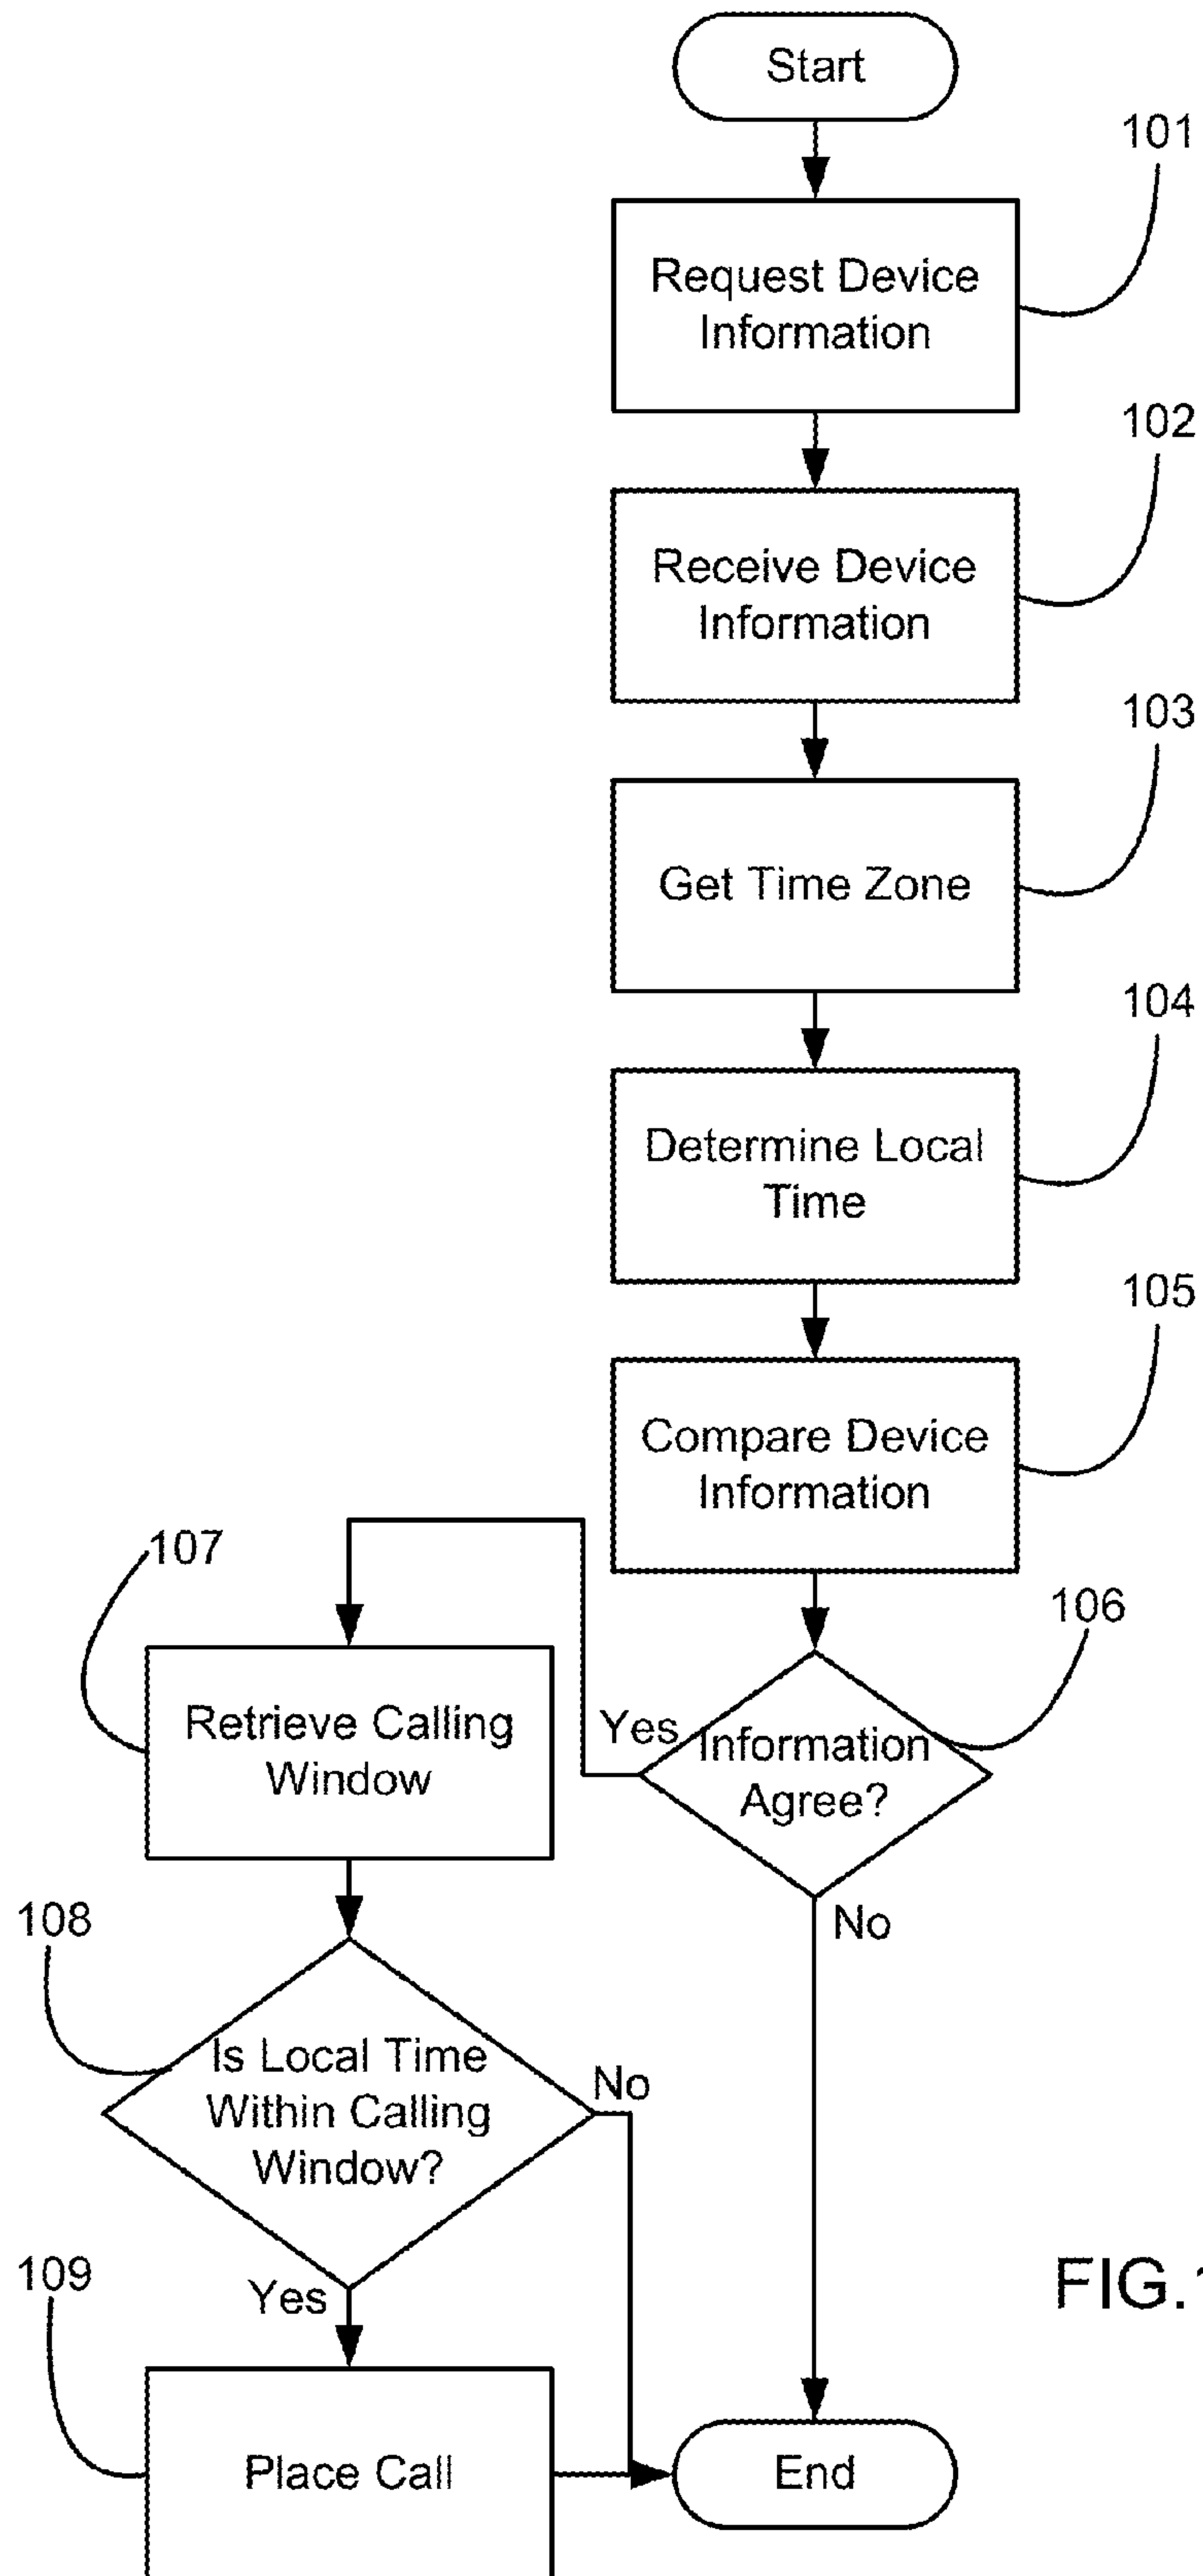 Start
101
Request Device
Information
102
Receive Device
Information
103
Get Time Zone
104
Determine Local
Time
105
Compare Device
Information
107
106
Retrieve Calling
Window
Yes
Information
Agree?
No
108
Is Local Time
Within Calling
Window?
No
Yes
109
Place Call
End
FIG.